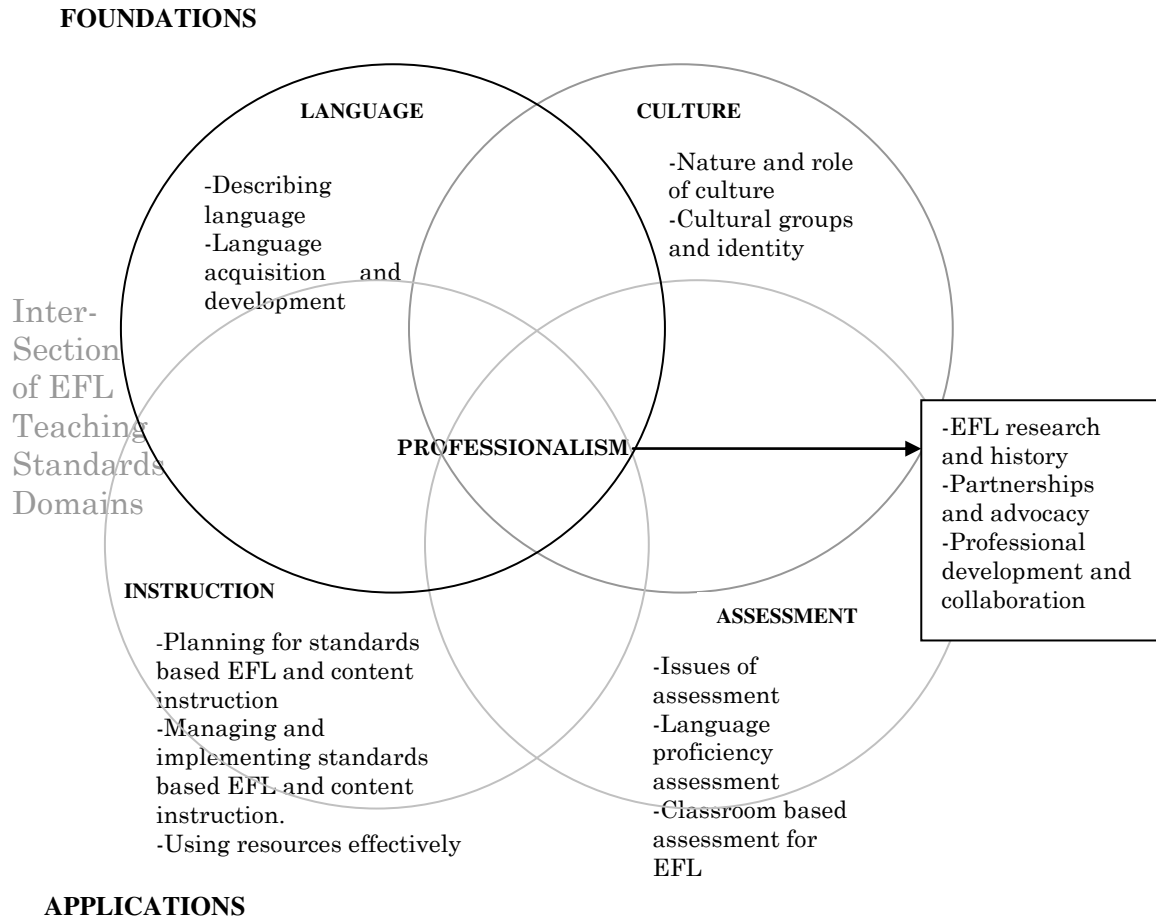 FOUNDATIONS
LANGUAGE
-Describing
language
-Language
acquisition and
development
CULTURE
-Nature and role
of culture
-Cultural groups
and identity
Inter-
Section
of EFL
Teaching
Standards
Domains
PROFESSIONALISM
-EFL research
and history
-Partnerships
and advocacy
-Professional
development and
collaboration
INSTRUCTION
-Planning for standards
based EFL and content
instruction
-Managing and
implementing standards
based EFL and content
instruction.
-Using resources effectively
ASSESSMENT
-Issues of
assessment
-Language
proficiency
assessment
-Classroom based
assessment for
EFL
APPLICATIONS